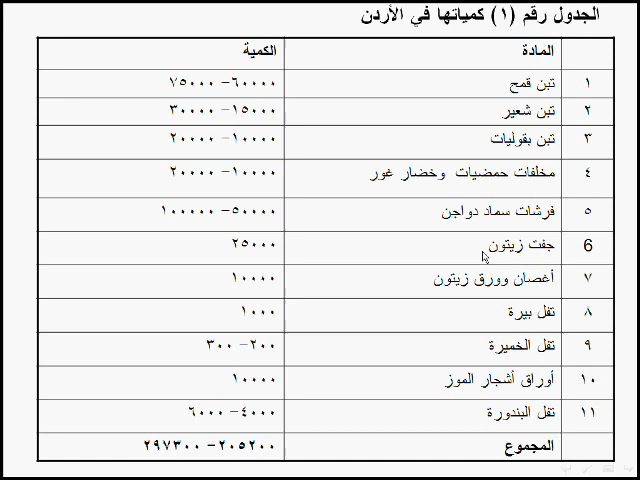 الجدول رقم (١) كمياتها في الأردن
المادة الكمية
١ تبن قمح ٦٠٠٠٠- ٧٥٠٠٠
٢ تبن شعير ١٥٠٠٠- ٣٠٠٠٠
٣ تبن بقوليات ١٠٠٠٠- ٢٠٠٠٠
٤ مخلفات حمضيات وخضار غور ١٠٠٠٠- ٢٠٠٠٠
٥ فرشات سماد دواجن ٥٠٠٠٠- ١٠٠٠٠٠
6 جفت زيتون ٢٥٠٠٠
٧ أغصان وورق زيتون ١٠٠٠٠
٨ تفل بيرة ١٠٠٠
٩ تفل الخميرة ٢٠٠- ٣٠٠
١٠ أوراق أشجار الموز ١٠٠٠٠
١١ تفل البندورة ٤٠٠٠- ٦٠٠٠
المجموع ٢٠٥٢٠٠- ٢٩٧٣٠٠